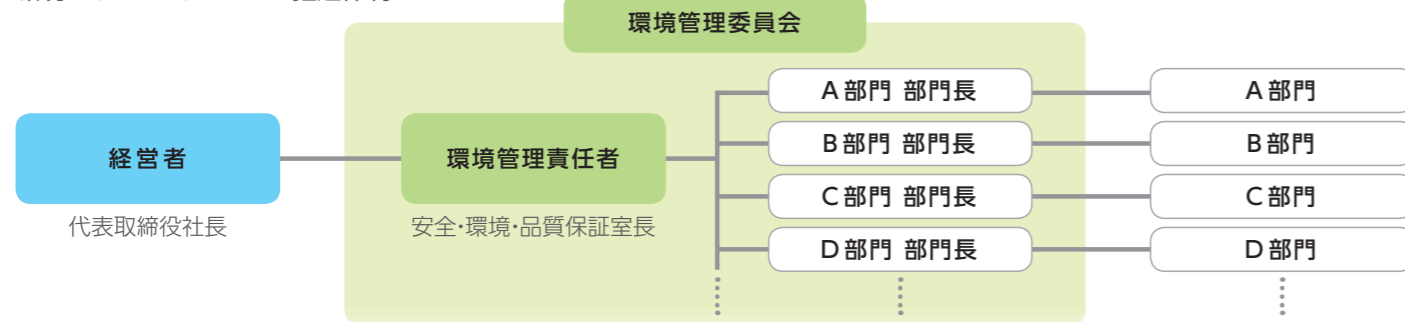 環境管理委員会
経営者
代表取締役社長
環境管理責任者
安全・環境・品質保証室長
A部門 部門長
A部門
B部門 部門長
B部門
C部門 部門長
C部門
D部門 部門長
D部門